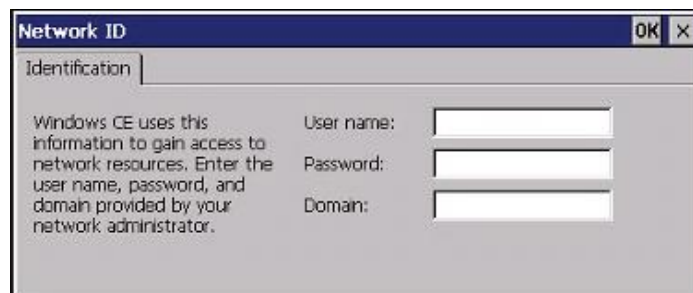 Network ID OK ×
Identification
Windows CE uses this
information to gain access to
network resources. Enter the
user name, password, and
domain provided by your
network administrator.
User name:
Password:
Domain: